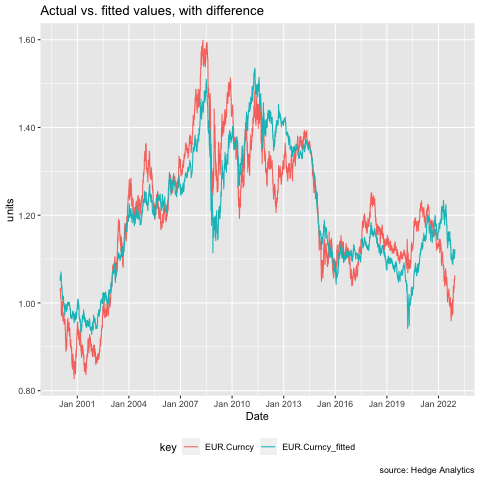 Actual vs. fitted values, with difference
units
1.60
1.40
1.20
1.00
0.80
Jan 2001 Jan 2004 Jan 2007 Jan 2010 Jan 2013 Jan 2016 Jan 2019 Jan 2022
Date
key EUR.Curncy EUR.Curncy_fitted
source: Hedge Analytics